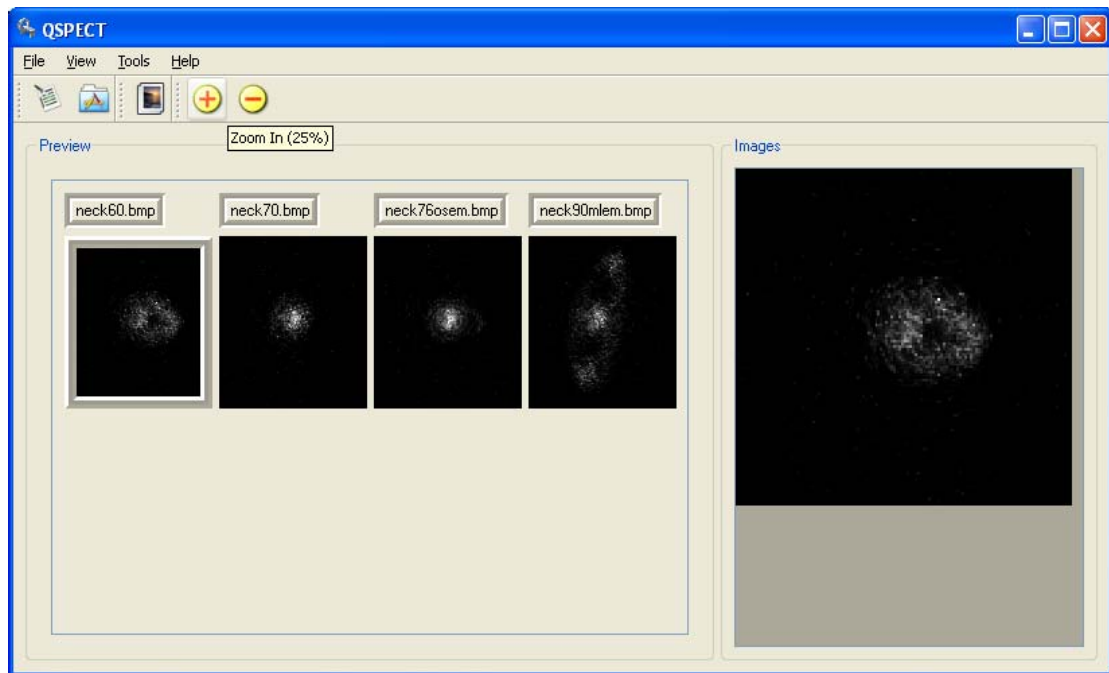 QSPECT
File View Tools Help
Zoom In (25%)
Preview
Images
neck60.bmp neck70.bmp neck76osem.bmp neck90mlem.bmp